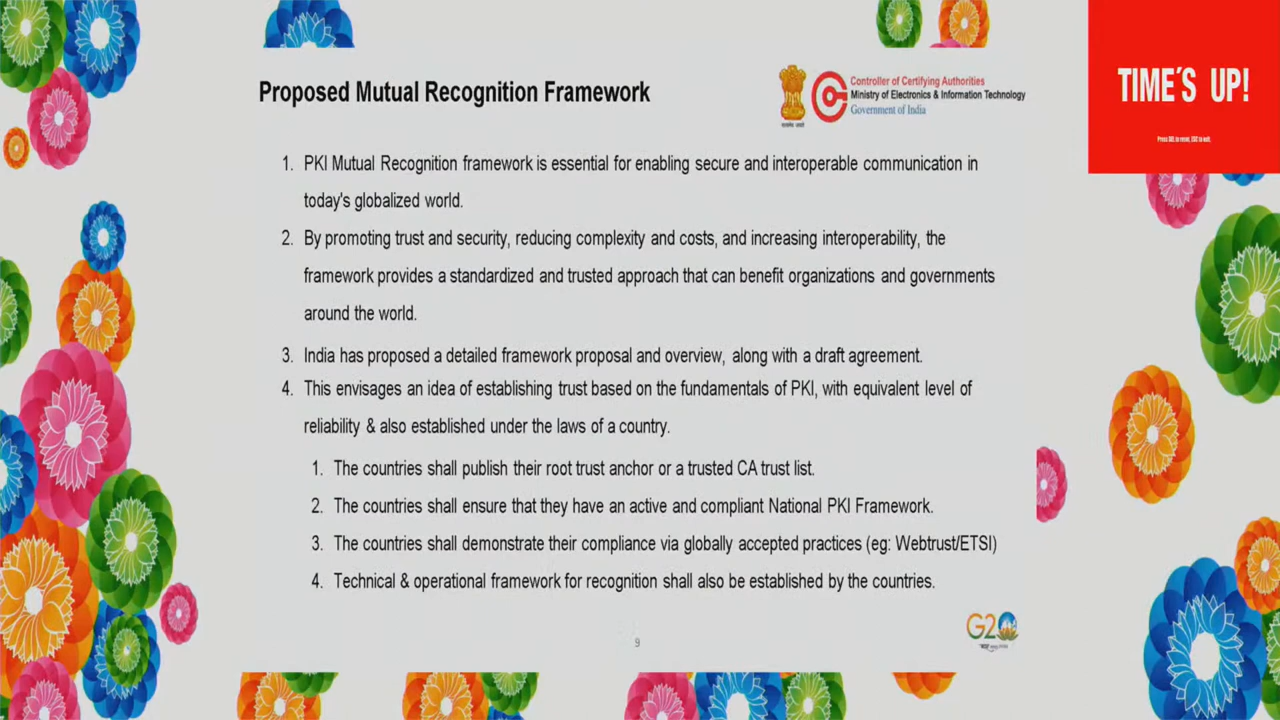 Proposed Mutual Recognition Framework
Controller of Certifying Authorities
Ministry of Electronics & Information Technology
Government of India
TIME´S UP!
Press DEL to reset, ESC to exit.
1. PKI Mutual Recognition framework is essential for enabling secure and interoperable communication in
today's globalized world.
2. By promoting trust and security, reducing complexity and costs, and increasing interoperability, the
framework provides a standardized and trusted approach that can benefit organizations and governments
around the world.
3. India has proposed a detailed framework proposal and overview, along with a draft agreement.
4. This envisages an idea of establishing trust based on the fundamentals of PKI, with equivalent level of
reliability & also established under the laws of a country.
1. The countries shall publish their root trust anchor or a trusted CA trust list.
2. The countries shall ensure that they have an active and compliant National PKI Framework.
3. The countries shall demonstrate their compliance via globally accepted practices (eg: Webtrust/ETSI)
4. Technical & operational framework for recognition shall also be established by the countries.
G20
9